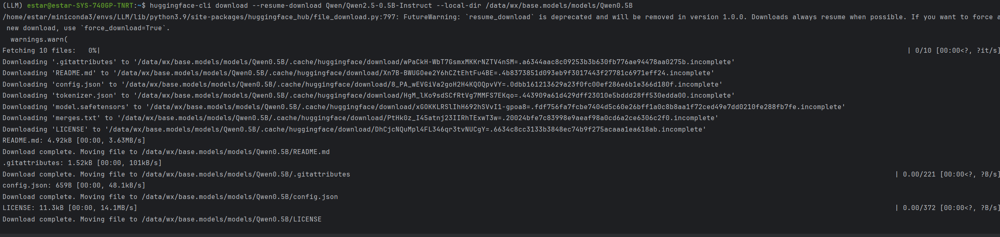 (LLM) estar@estar-SYS-740GP-TNRT:~$ huggingface-cli download --resume-download Qwen/Qwen2.5-0.5B-Instruct --local-dir /data/wx/base.models/models/Qwen0.5B
/home/estar/miniconda3/envs/LLM/lib/python3.9/site-packages/huggingface_hub/file_download.py:797: FutureWarning: `resume_download` is deprecated and will be removed in version 1.0.0. Downloads always resume when possible. If you want to force a
 new download, use `force_download=True`.
  warnings.warn(
Fetching 10 files:   0%| | 0/10 [00:00<?, ?it/s]
Downloading '.gitattributes' to '/data/wx/base.models/models/Qwen0.5B/.cache/huggingface/download/wPaCkH-WbT7GsmxMKKrNZTV4nSM=.a6344aac8c09253b3b630fb776ae94478aa0275b.incomplete'
Downloading 'README.md' to '/data/wx/base.models/models/Qwen0.5B/.cache/huggingface/download/Xn7B-BWUGOee2Y6hCZtEhtFu4BE=.4b8373851d093eb9f3017443f27781c6971eff24.incomplete'
Downloading 'config.json' to '/data/wx/base.models/models/Qwen0.5B/.cache/huggingface/download/8_PA_wEVGiVa2goH2H4KQOQpvVY=.0dbb161213629a23f0fc00ef286e6b1e366d180f.incomplete'
Downloading 'tokenizer.json' to '/data/wx/base.models/models/Qwen0.5B/.cache/huggingface/download/HgM_lKo9sdSCfRtVg7MMFS7EKqo=.443909a61d429dff23010e5bddd28ff530edda00.incomplete'
Downloading 'model.safetensors' to '/data/wx/base.models/models/Qwen0.5B/.cache/huggingface/download/xGOKKLRSlIhH692hSVvI1-gpoa8=.fdf756fa7fcbe7404d5c60e26bff1a0c8b8aa1f72ced49e7dd0210fe288fb7fe.incomplete'
Downloading 'merges.txt' to '/data/wx/base.models/models/Qwen0.5B/.cache/huggingface/download/PtHk0z_I45atnj23IIRhTExwT3w=.20024bfe7c83998e9aeaf98a0cd6a2ce6306c2f0.incomplete'
Downloading 'LICENSE' to '/data/wx/base.models/models/Qwen0.5B/.cache/huggingface/download/DhCjcNQuMpl4FL346qr3tvNUCgY=.6634c8cc3133b3848ec74b9f275acaaa1ea618ab.incomplete'
README.md: 4.92kB [00:00, 3.63MB/s]
Download complete. Moving file to /data/wx/base.models/models/Qwen0.5B/README.md
.gitattributes: 1.52kB [00:00, 101kB/s]
Download complete. Moving file to /data/wx/base.models/models/Qwen0.5B/.gitattributes | 0.00/221 [00:00<?, ?B/s]
config.json: 659B [00:00, 48.1kB/s]
Download complete. Moving file to /data/wx/base.models/models/Qwen0.5B/config.json
LICENSE: 11.3kB [00:00, 14.1MB/s] | 0.00/372 [00:00<?, ?B/s]
Download complete. Moving file to /data/wx/base.models/models/Qwen0.5B/LICENSE